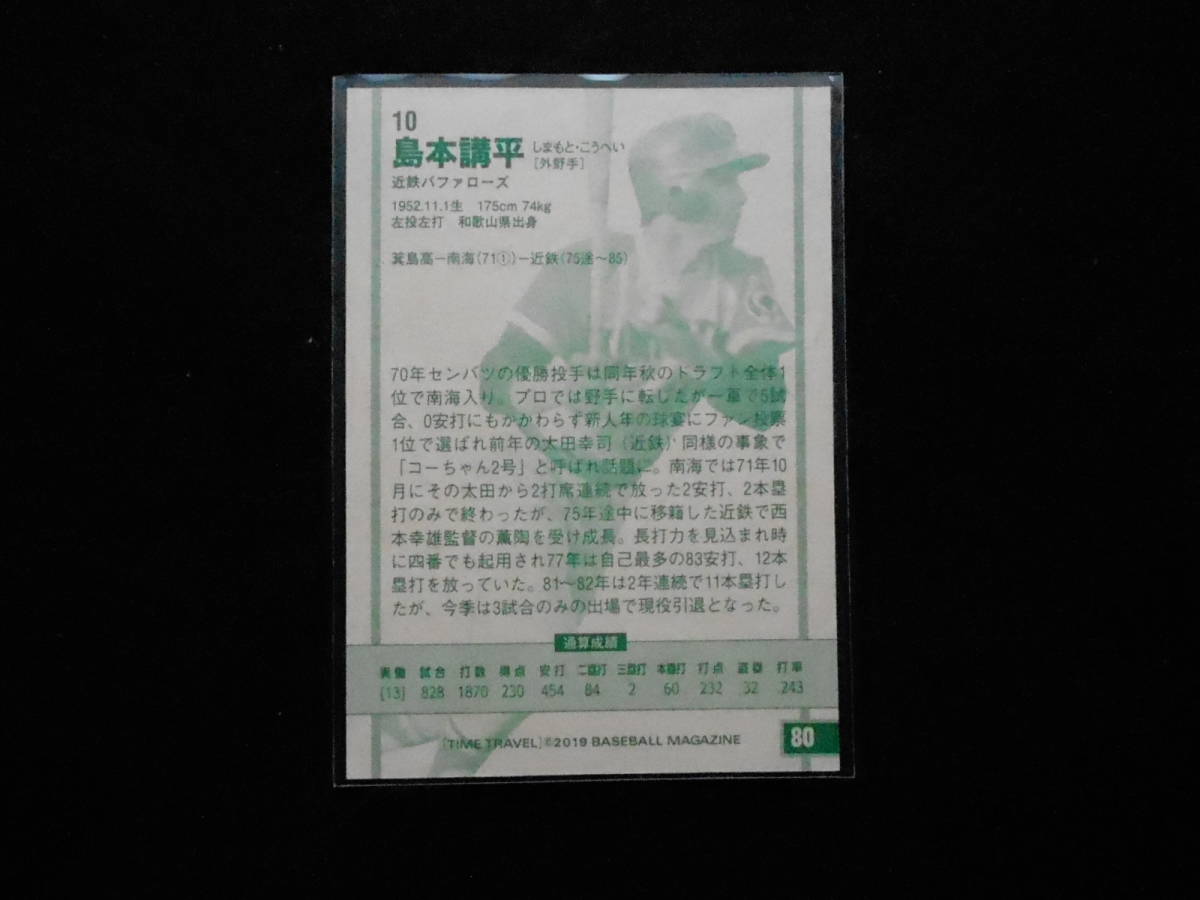 10
島本講平 しまもと・こうへい
[外野手]
近鉄バファローズ
1952.11.1生 175cm 74kg
左投左打 和歌山県出身
箕島高ー南海(71①)ー近鉄(75途〜85)
70年センバツの優勝投手は同年秋のドラフト全体1
位で南海入り。プロでは野手に転したが一軍で5試
合、0安打にもかかわらず新人年の球宴にファン投票
1位で選ばれ前年の太田幸司(近鉄)同様の事象で
「コーちゃん2号」と呼ばれ話題に。南海では71年10
月にその太田から2打席連続で放った2安打、2本塁
打のみで終わったが、75年途中に移籍した近鉄で西
本幸雄監督の薫陶を受け成長。長打力を見込まれ時
に四番でも起用され77年は自己最多の83安打、12本
塁打を放っていた。81〜82年は2年連続で11本塁打し
たが、今季は3試合のみの出場で現役引退となった。
通算成績
実働 試合 打数 得点 安打 二塁打 三塁打 本塁打 打点 盗塁 打率
[13] 828 1870 230 454 84 2 60 232 32 .243
[TIME TRAVEL]©2019 BASEBALL MAGAZINE
80